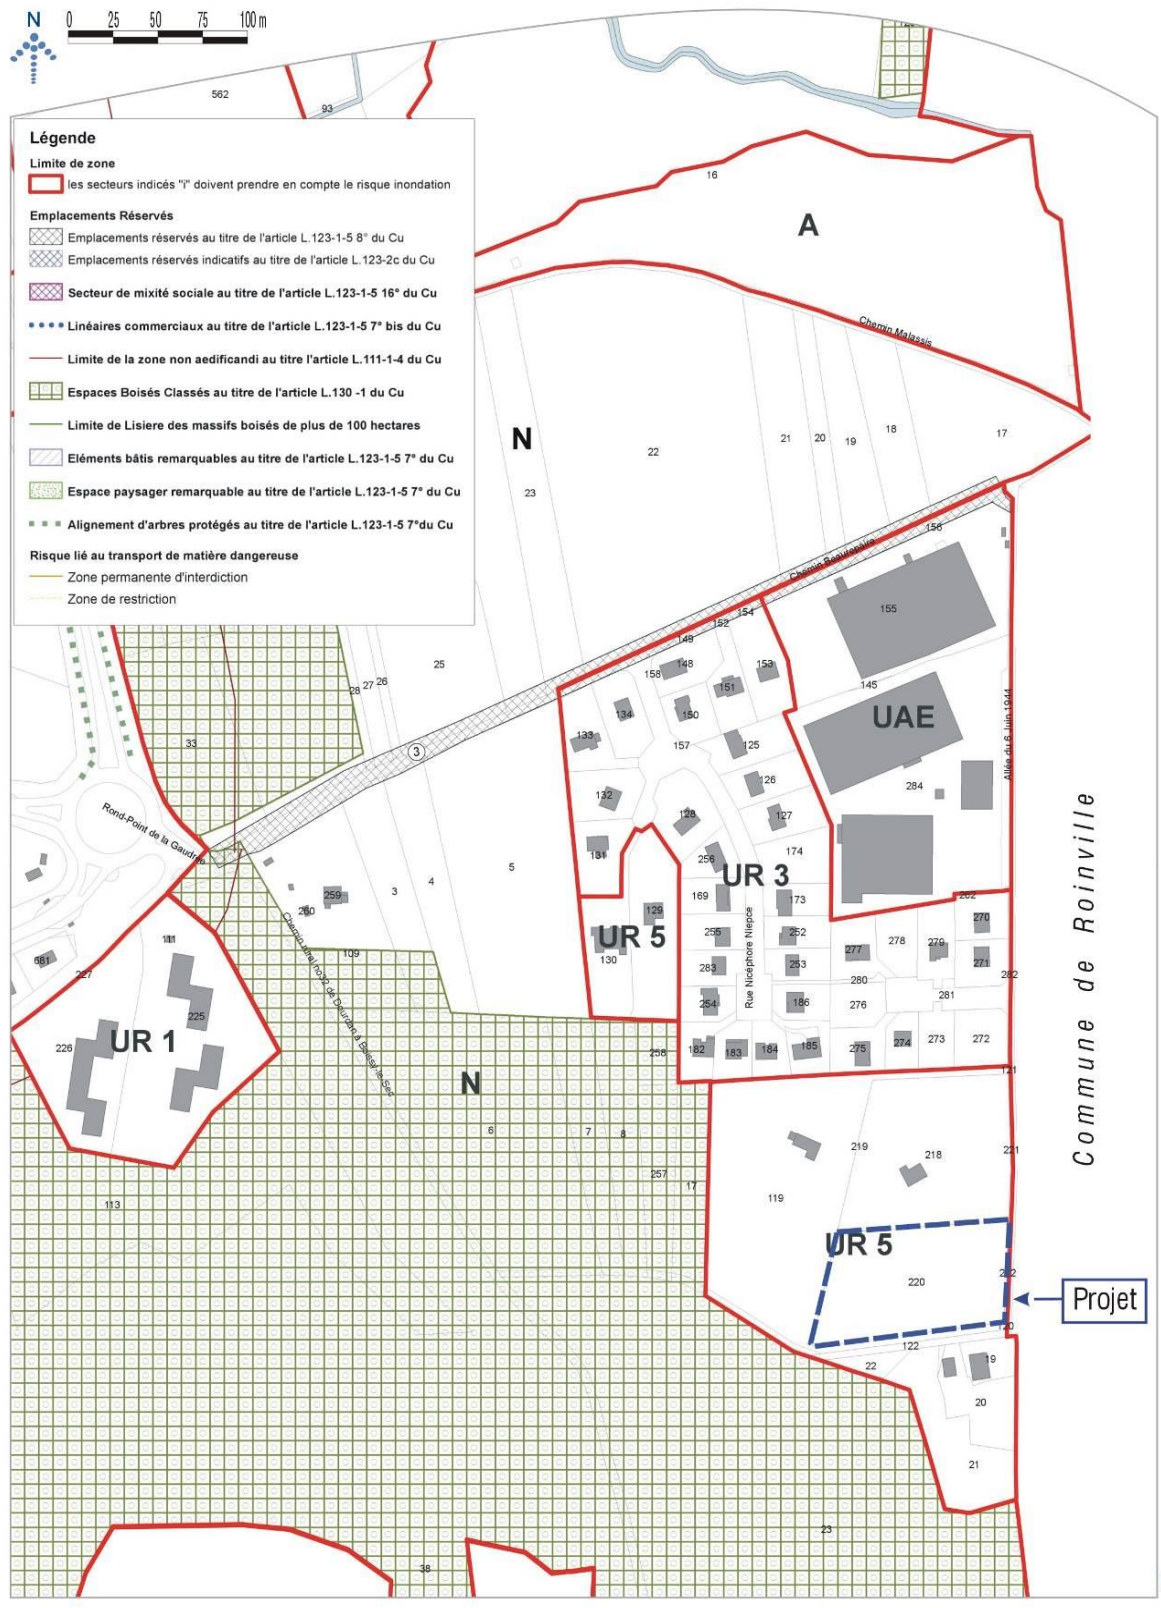 N
0 25 50 75 100 m
562
93
Légende
Limite de zone
les secteurs indicés "i" doivent prendre en compte le risque inondation
Emplacements Réservés
Emplacements réservés au titre de l'article L.123-1-5 8° du Cu
Emplacements réservés indicatifs au titre de l'article L.123-2c du Cu
Secteur de mixité sociale au titre de l'article L.123-1-5 16° du Cu
Linéaires commerciaux au titre de l'article L.123-1-5 7° bis du Cu
Limite de la zone non aedificandi au titre l'article L.111-1-4 du Cu
Espaces Boisés Classés au titre de l'article L.130 -1 du Cu
Limite de Lisiere des massifs boisés de plus de 100 hectares
Eléments bâtis remarquables au titre de l'article L.123-1-5 7° du Cu
Espace paysager remarquable au titre de l'article L.123-1-5 7° du Cu
Alignement d'arbres protégés au titre de l'article L.123-1-5 7°du Cu
Risque lié au transport de matière dangereuse
Zone permanente d'interdiction
Zone de restriction
16
A
Chemin Malassis
N
22
23
21
20
19
18
17
156
Chemin Beaurepaire
155
154
152
149
148
158
153
151
150
134
133
157
125
145
UAE
Allée du 6 Juin 1944
284
25
28
27
26
33
3
126
127
132
128
131
174
256
UR 3
Rond-Point de la Gaudrée
5
4
3
259
260
169
173
262
270
129
UR 5
130
255
252
277
278
279
271
109
Chemin rural no32 de Dourdan à Boissy-le-Sec
111
681
227
225
283
253
280
282
281
Rue Nicéphore Niepce
254
186
276
UR 1
226
258
182
183
184
185
275
274
273
272
N
121
6
7
8
219
218
221
257
17
119
113
UR 5
220
Projet
122
22
19
20
21
23
38
Commune de Roinville